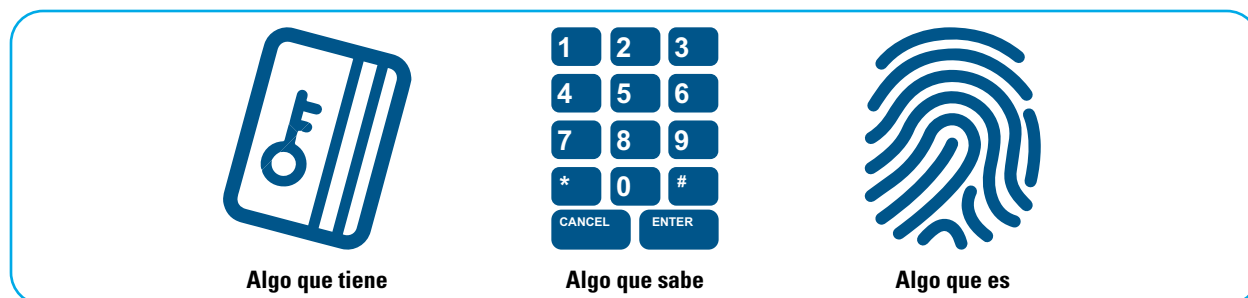 1 2 3
4 5 6
7 8 9
* 0 #
CANCEL ENTER
Algo que tiene Algo que sabe Algo que es